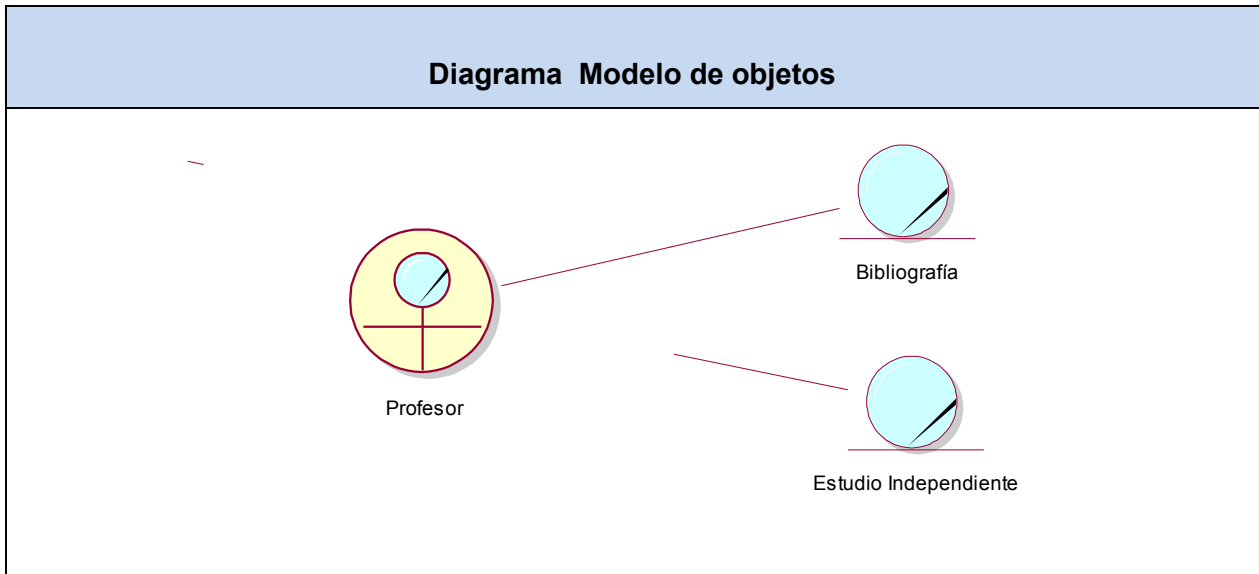 Diagrama Modelo de objetos
Bibliografía
Profesor
Estudio Independiente